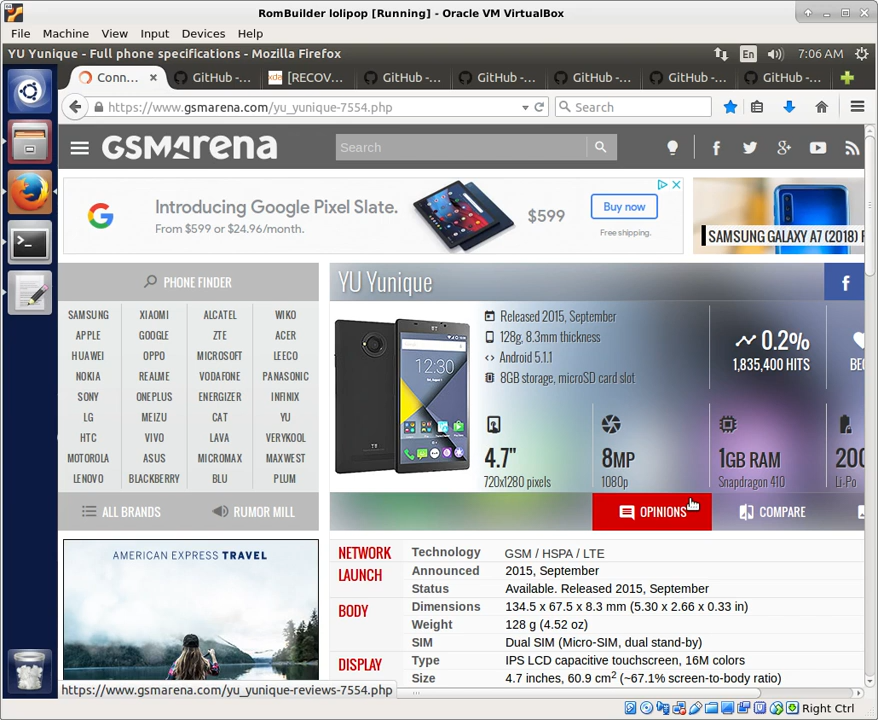 RomBuilder lolipop [Running] - Oracle VM VirtualBox
File Machine View Input Devices Help
YU Yunique - Full phone specifications - Mozilla Firefox
En
7:06 AM
Conn...
GitHub -...
xda
[RECOV...
GitHub -...
GitHub -...
GitHub -...
GitHub -...
GitHub -...
https://www.gsmarena.com/yu_yunique-7554.php
Search
GSMArena
Search
f
Introducing Google Pixel Slate.
From $599 or $24.96/month.
$599
Buy now
Free shipping.
SAMSUNG GALAXY A7 (2018)
PHONE FINDER
SAMSUNG XIAOMI ALCATEL WIKO
APPLE GOOGLE ZTE ACER
HUAWEI OPPO MICROSOFT LEECO
NOKIA REALME VODAFONE PANASONIC
SONY ONEPLUS ENERGIZER INFINIX
LG MEIZU CAT YU
HTC VIVO LAVA VERYKOOL
MOTOROLA ASUS MICROMAX MAXWEST
LENOVO BLACKBERRY BLU PLUM
ALL BRANDS
RUMOR MILL
YU Yunique
f
Released 2015, September
128g, 8.3mm thickness
Android 5.1.1
8GB storage, microSD card slot
0.2%
1,835,400 HITS
BE
12:30
4.7"
720x1280 pixels
8MP
1080p
1GB RAM
Snapdragon 410
200
Li-Po
OPINIONS
COMPARE
AMERICAN EXPRESS TRAVEL
NETWORK Technology GSM / HSPA / LTE
LAUNCH Announced 2015, September
Status Available. Released 2015, September
BODY Dimensions 134.5 x 67.5 x 8.3 mm (5.30 x 2.66 x 0.33 in)
Weight 128 g (4.52 oz)
SIM Dual SIM (Micro-SIM, dual stand-by)
DISPLAY Type IPS LCD capacitive touchscreen, 16M colors
Size 4.7 inches, 60.9 cm2 (~67.1% screen-to-body ratio)
https://www.gsmarena.com/yu_yunique-reviews-7554.php
Right Ctrl